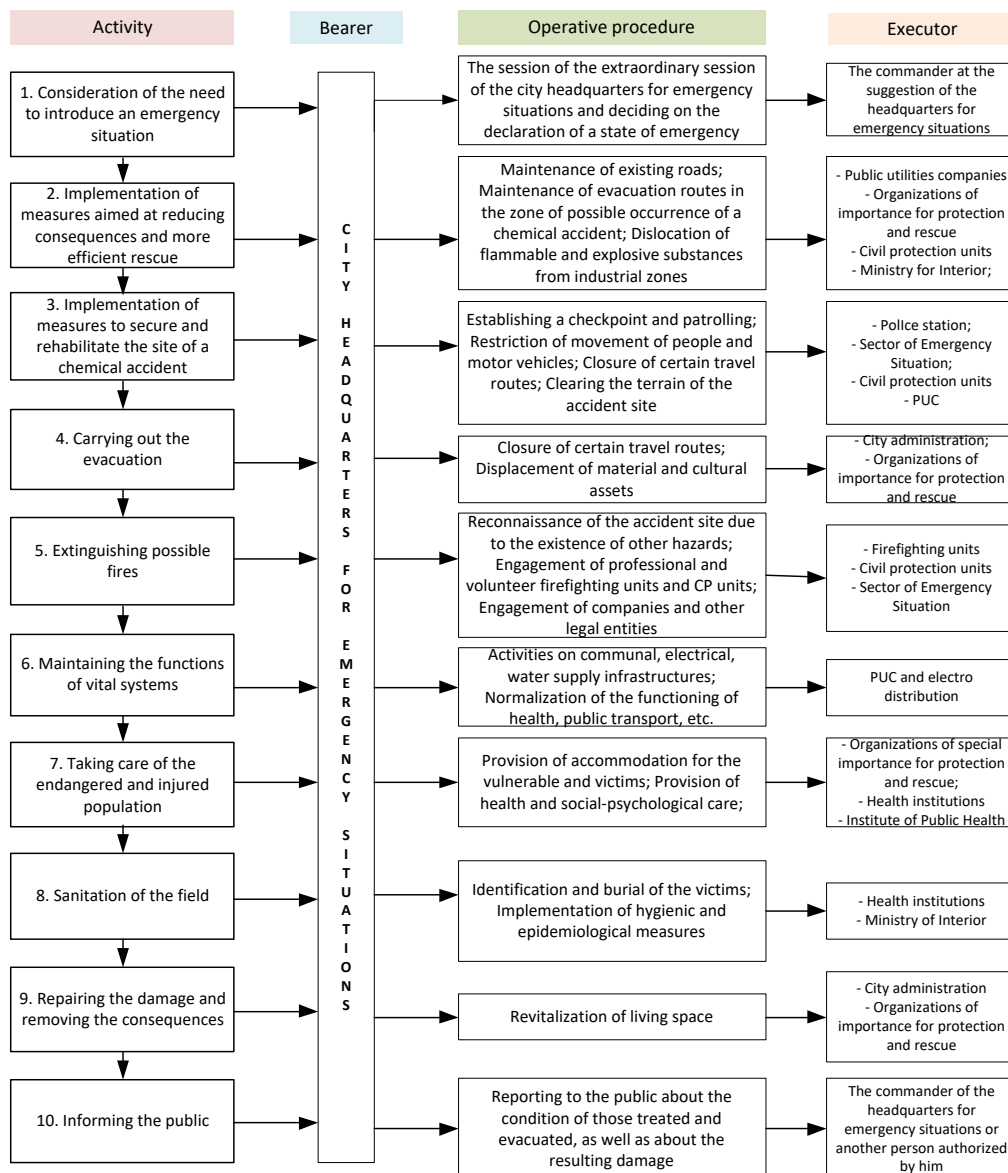 Activity
Bearer
Operative procedure
Executor
1. Consideration of the need
to introduce an emergency
situation
The session of the extraordinary session
of the city headquarters for emergency
situations and deciding on the
declaration of a state of emergency
The commander at the
suggestion of the
headquarters for
emergency situations
2. Implementation of
measures aimed at reducing
consequences and more
efficient rescue
Maintenance of existing roads;
Maintenance of evacuation routes in
the zone of possible occurrence of a
chemical accident; Dislocation of
flammable and explosive substances
from industrial zones
- Public utilities companies
- Organizations of
importance for protection
and rescue
- Civil protection units
- Ministry for Interior;
3. Implementation of
measures to secure and
rehabilitate the site of a
chemical accident
Establishing a checkpoint and patrolling;
Restriction of movement of people and
motor vehicles; Closure of certain travel
routes; Clearing the terrain of the
accident site
- PolIce station;
- Sector of Emergency
Situation;
- Civil protection units
- PUC
4. Carrying out the
evacuation
Closure of certain travel routes;
Displacement of material and cultural
assets
- City administration;
- Organizations of
importance for protection
and rescue
5. Extinguishing possible
fires
Reconnaissance of the accident site due
to the existence of other hazards;
Engagement of professional and
volunteer firefighting units and CP units;
Engagement of companies and other
legal entities
- Firefighting units
- Civil protection units
- Sector of Emergency
Situation
6. Maintaining the functions
of vital systems
Activities on communal, electrical,
water supply infrastructures;
Normalization of the functioning of
health, public transport, etc.
PUC and electro
distribution
7. Taking care of the
endangered and injured
population
Provision of accommodation for the
vulnerable and victims; Provision of
health and social-psychological care;
- Organizations of special
importance for protection
and rescue;
- Health institutions
- Institute of Public Health
8. Sanitation of the field
Identification and burial of the victims;
Implementation of hygienic and
epidemiological measures
- Health institutions
- Ministry of Interior
9. Repairing the damage and
removing the consequences
Revitalization of living space
- City administration
- Organizations of
importance for protection
and rescue
10. Informing the public
Reporting to the public about the
condition of those treated and
evacuated, as well as about the
resulting damage
The commander of the
headquarters for
emergency situations or
another person authorized
by him
CITY HEADQUARTERS FOR EMERGENCY SITUATIONS